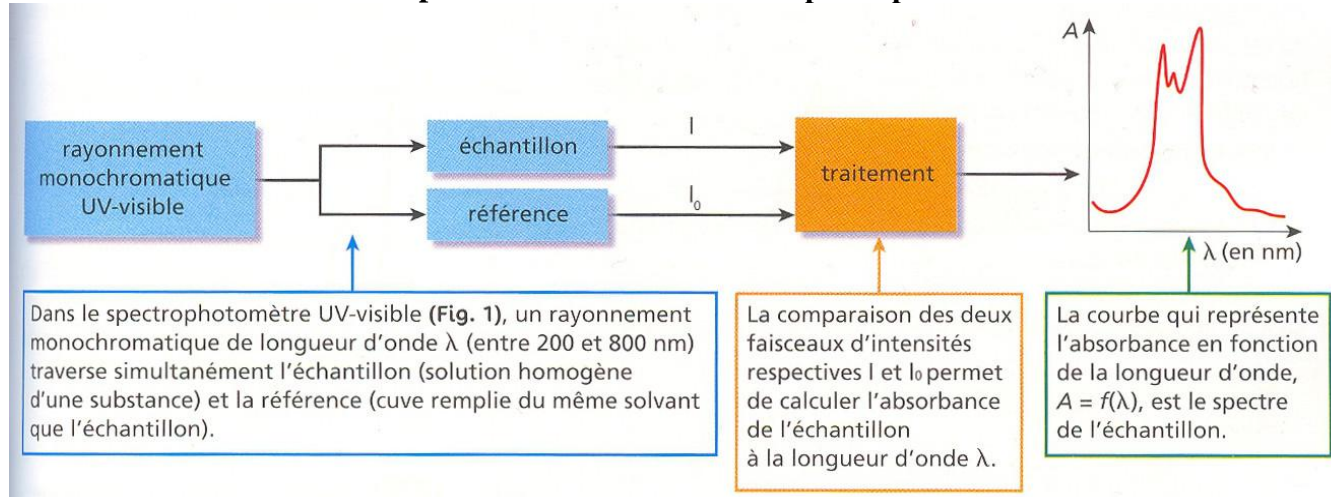 A
rayonnement
monochromatique
UV-visible
échantillon
référence
I
I₀
traitement
λ (en nm)
Dans le spectrophotomètre UV-visible (Fig. 1), un rayonnement
monochromatique de longueur d'onde λ (entre 200 et 800 nm)
traverse simultanément l'échantillon (solution homogène
d'une substance) et la référence (cuve remplie du même solvant
que l'échantillon).
La comparaison des deux
faisceaux d'intensités
respectives I et I₀ permet
de calculer l'absorbance
de l'échantillon
à la longueur d'onde λ.
La courbe qui représente
l'absorbance en fonction
de la longueur d'onde,
A = f(λ), est le spectre
de l'échantillon.